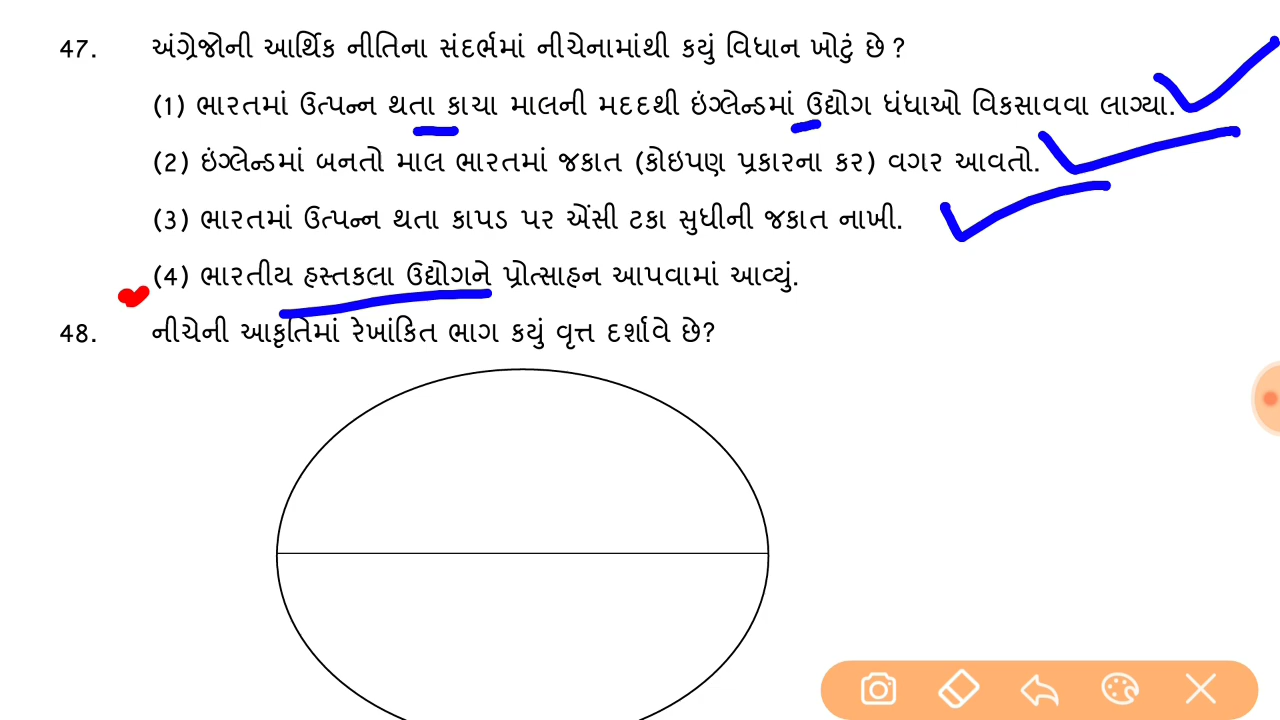 47. અંગ્રેજોની આર્થિક નીતિના સંદર્ભમાં નીચેનામાંથી કયું વિધાન ખોટું છે ?
(1) ભારતમાં ઉત્પન્ન થતા કાચા માલની મદદથી ઇંગ્લેન્ડમાં ઉદ્યોગ ધંધાઓ વિકસાવવા લાગ્યા.
(2) ઇંગ્લેન્ડમાં બનતો માલ ભારતમાં જકાત (કોઇપણ પ્રકારના કર) વગર આવતો.
(3) ભારતમાં ઉત્પન્ન થતા કાપડ પર એંસી ટકા સુધીની જકાત નાખી.
(4) ભારતીય હસ્તકલા ઉદ્યોગને પ્રોત્સાહન આપવામાં આવ્યું.
48. નીચેની આકૃતિમાં રેખાંકિત ભાગ કયું વૃત્ત દર્શાવે છે?